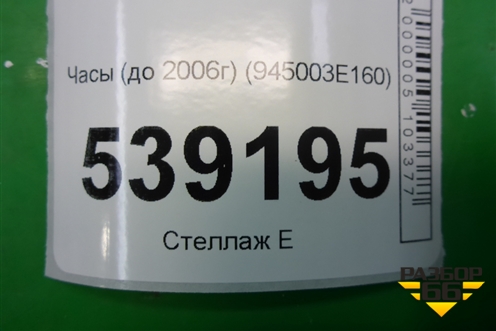 Часы (до 2006г) (945003E160)
539195
Стеллаж Е
2000005103377
РАЗБОР
66